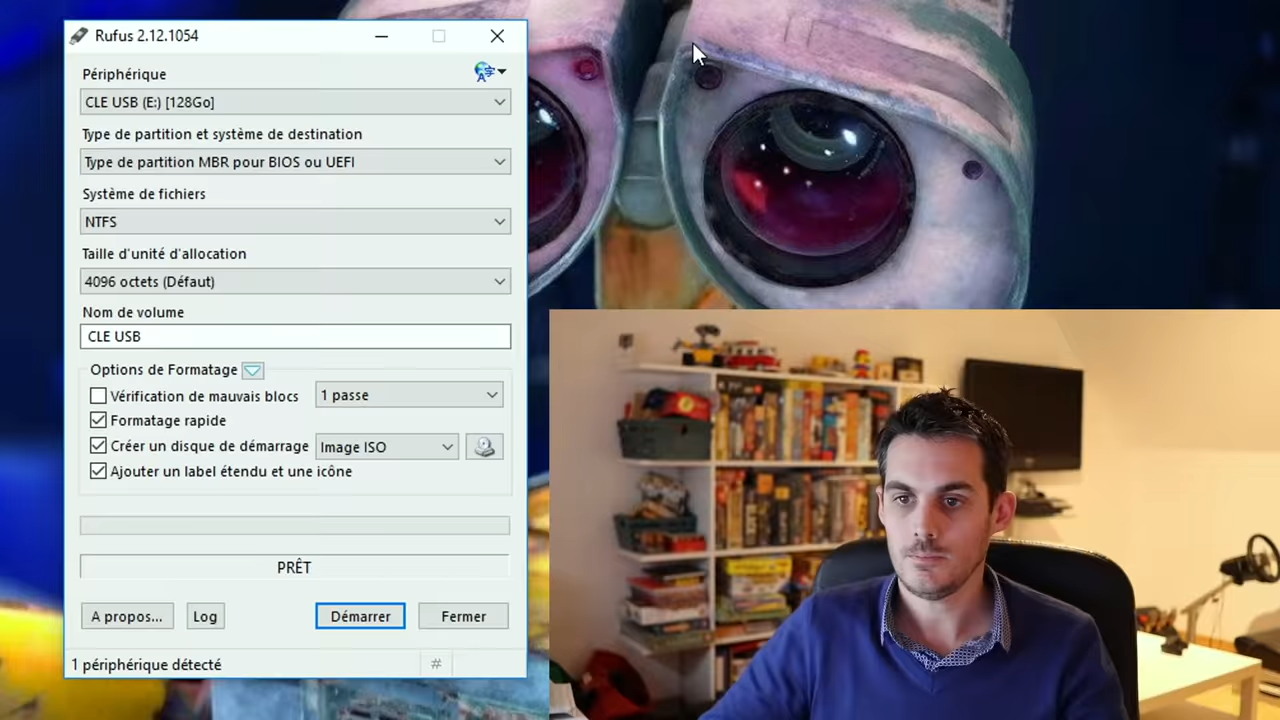 Rufus 2.12.1054
Périphérique
CLE USB (E:) [128Go]
Type de partition et système de destination
Type de partition MBR pour BIOS ou UEFI
Système de fichiers
NTFS
Taille d'unité d'allocation
4096 octets (Défaut)
Nom de volume
CLE USB
Options de Formatage
Vérification de mauvais blocs 1 passe
Formatage rapide
Créer un disque de démarrage Image ISO
Ajouter un label étendu et une icône
PRÊT
A propos... Log Démarrer Fermer
1 périphérique détecté #